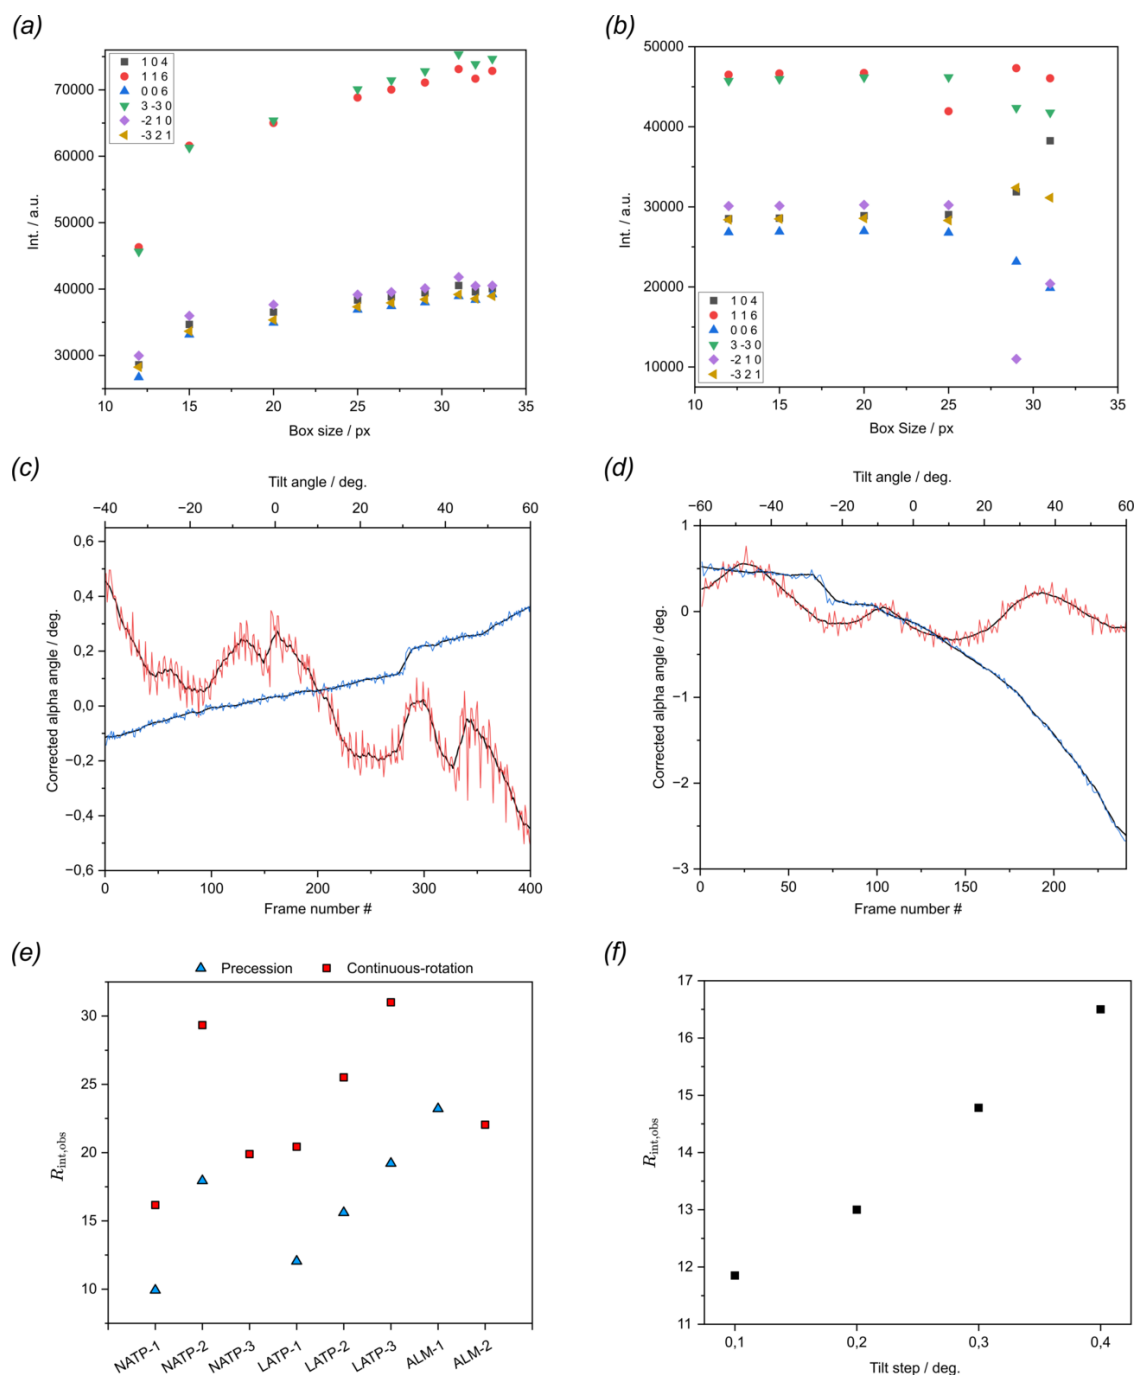 (a)
70000
60000
50000
40000
30000
Int. / a.u.
1 0 4
1 1 6
0 0 6
3 -3 0
-2 1 0
-3 2 1
10 15 20 25 30 35
Box size / px
(b)
50000
40000
30000
20000
10000
Int. / a.u.
1 0 4
1 1 6
0 0 6
3 -3 0
-2 1 0
-3 2 1
10 15 20 25 30 35
Box Size / px
(c)
Tilt angle / deg.
−40 −20 0 20 40 60
0,6
0,4
0,2
0,0
−0,2
−0,4
−0,6
Corrected alpha angle / deg.
0 100 200 300 400
Frame number #
(d)
Tilt angle / deg.
−60 −40 −20 0 20 40 60
1
0
−1
−2
−3
Corrected alpha angle / deg.
0 50 100 150 200
Frame number #
(e)
Precession Continuous-rotation
30
25
20
15
10
Rint,obs
NATP-1 NATP-2 NATP-3 LATP-1 LATP-2 LATP-3 ALM-1 ALM-2
(f)
17
16
15
14
13
12
11
Rint,obs
0,1 0,2 0,3 0,4
Tilt step / deg.